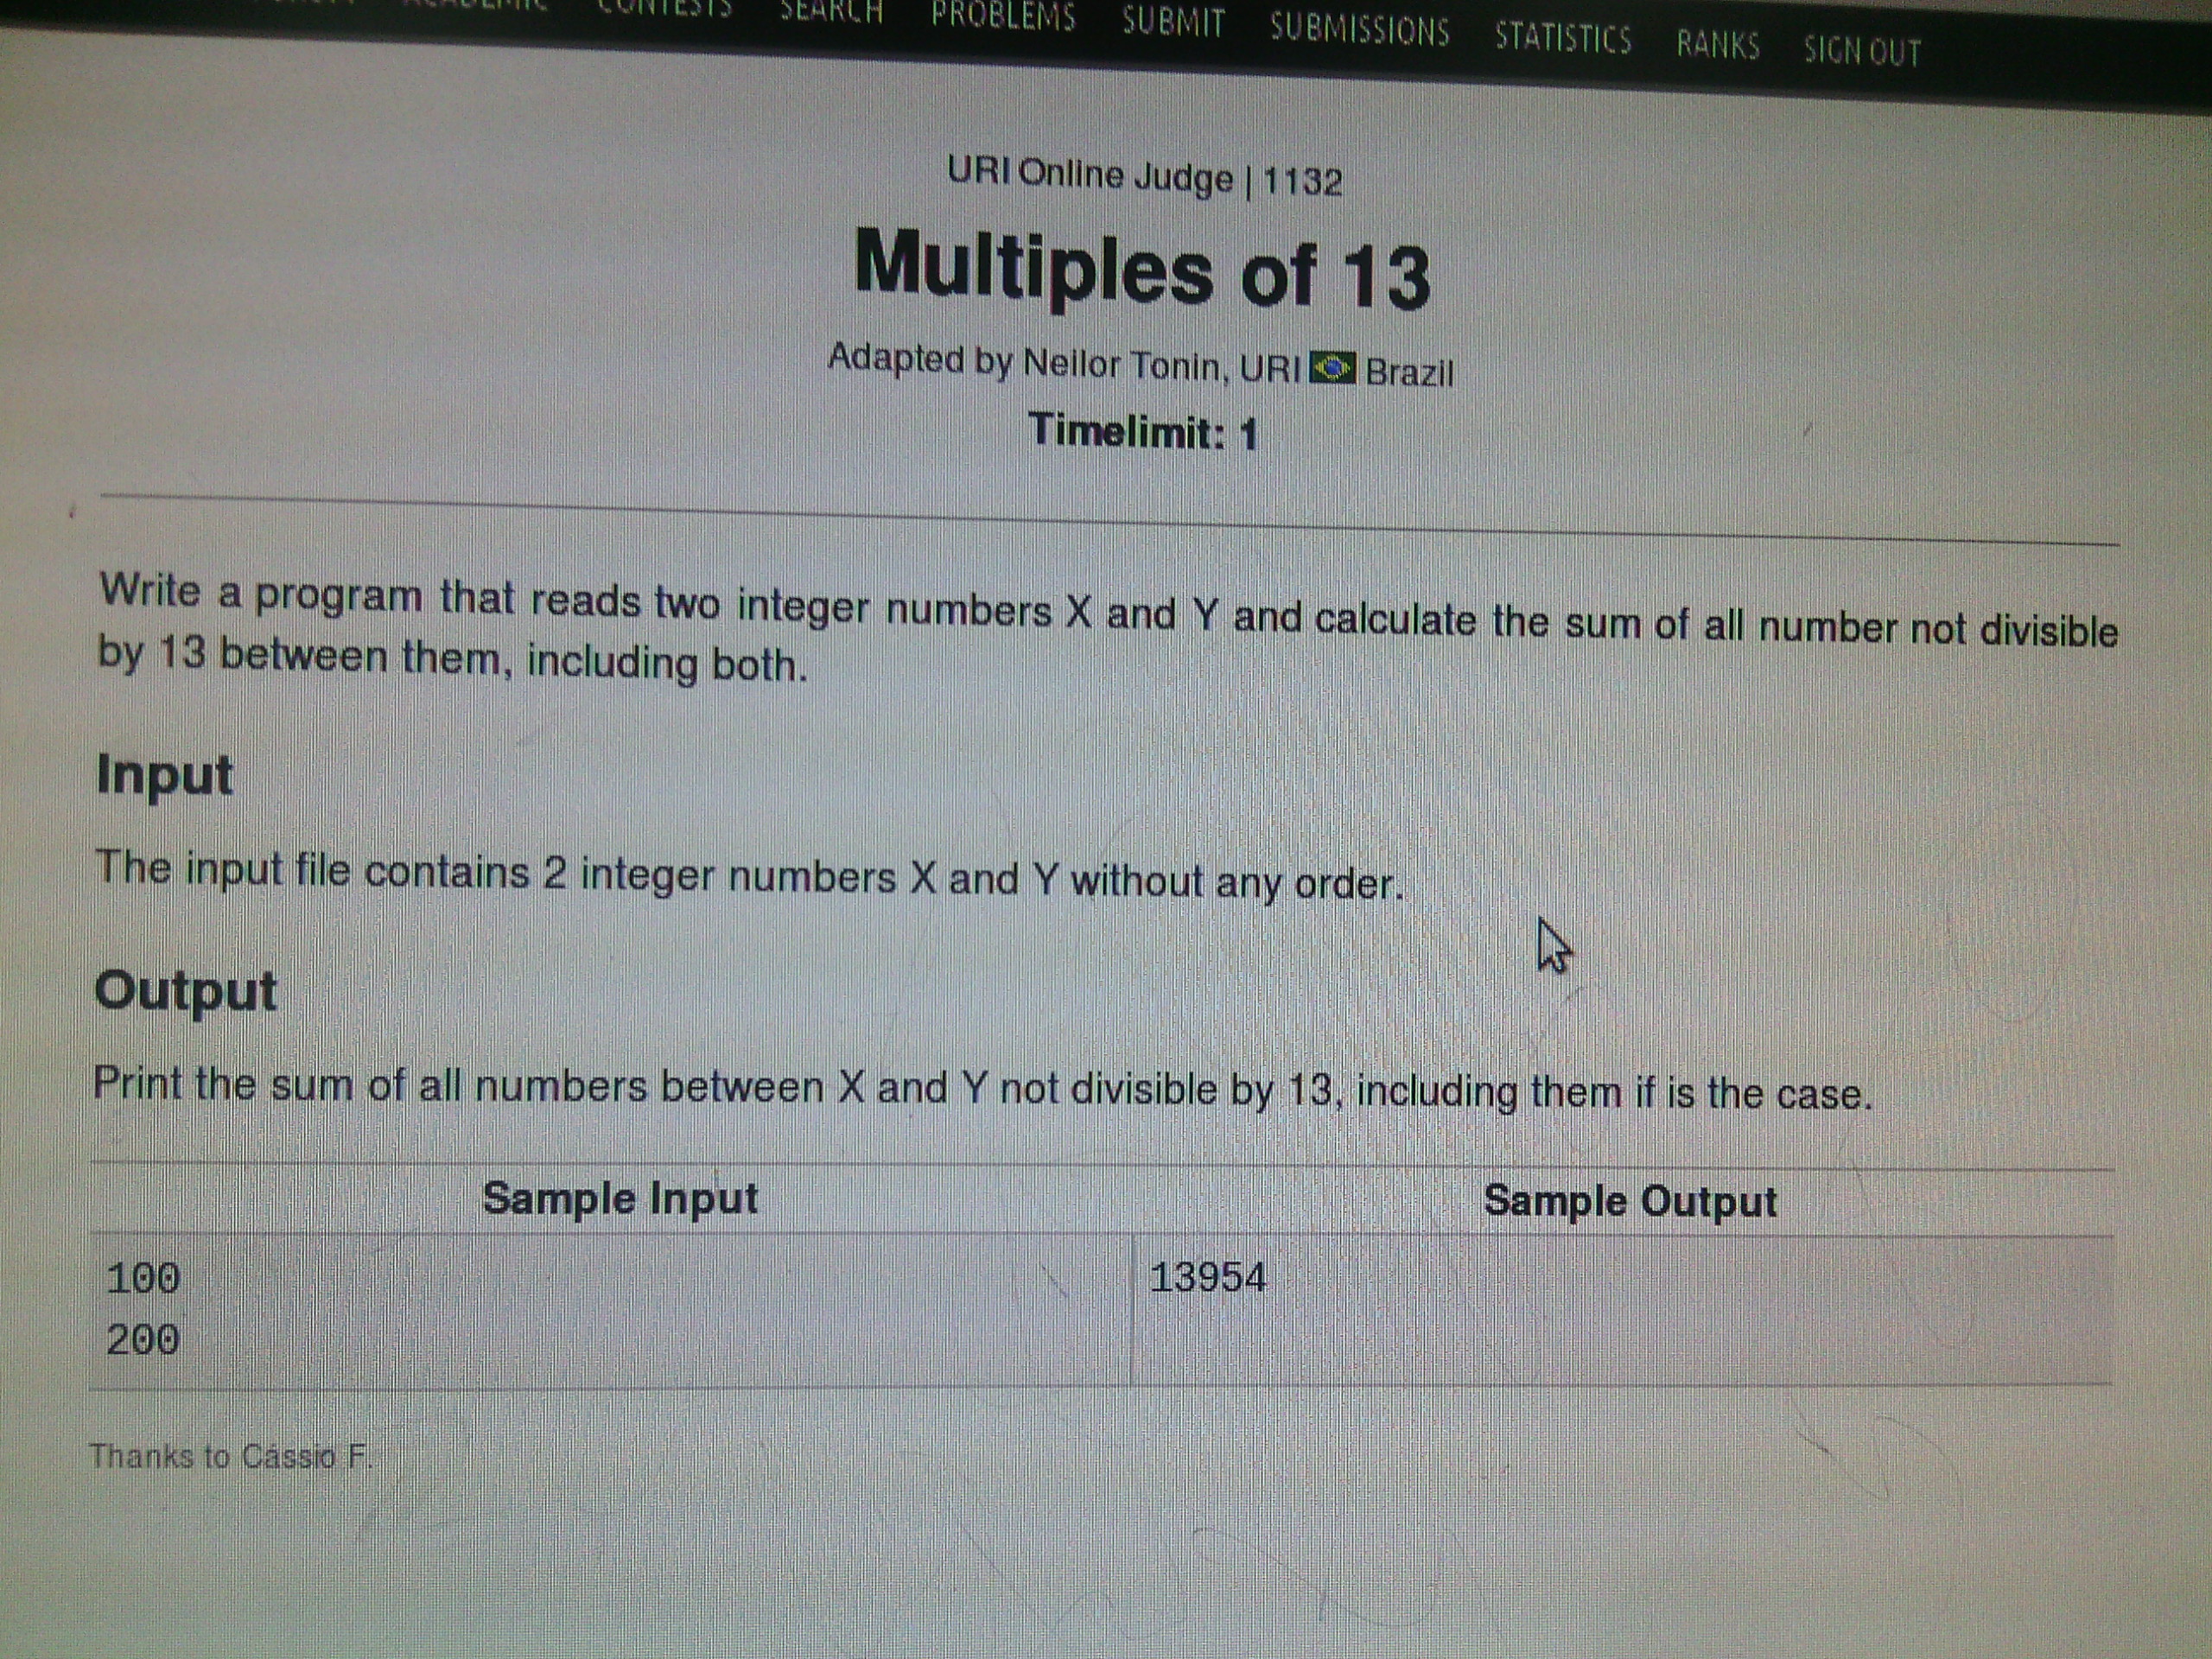 CONTESTS SEARCH PROBLEMS SUBMIT SUBMISSIONS STATISTICS RANKS SIGN OUT
URI Online Judge | 1132
Multiples of 13
Adapted by Neilor Tonin, URI Brazil
Timelimit: 1
Write a program that reads two integer numbers X and Y and calculate the sum of all number not divisible
by 13 between them, including both.
Input
The input file contains 2 integer numbers X and Y without any order.
Output
Print the sum of all numbers between X and Y not divisible by 13, including them if is the case.
Sample Input Sample Output
100 13954
200
Thanks to Cássio F.